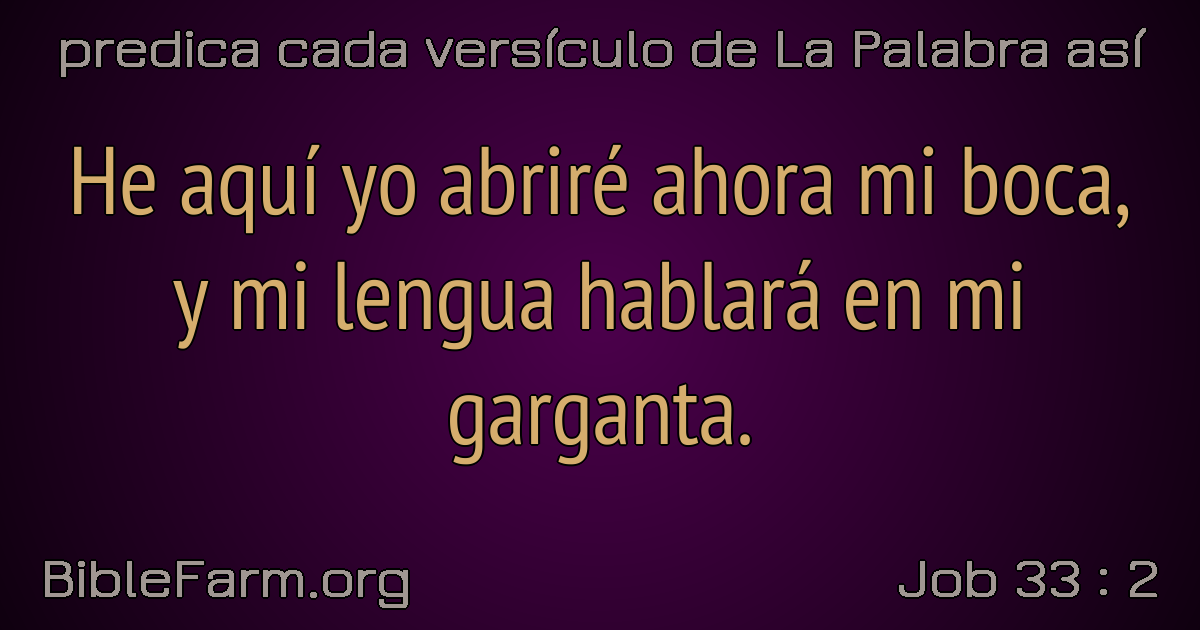 predica cada versículo de La Palabra así
He aquí yo abriré ahora mi boca,
y mi lengua hablará en mi
garganta.
BibleFarm.org
Job 33 : 2